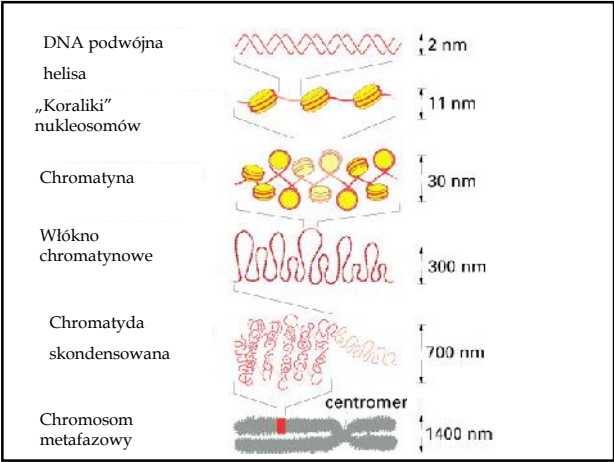 DNA podwójna
helisa
2 nm
„Koraliki”
nukleosomów
11 nm
Chromatyna
30 nm
Włókno
chromatynowe
300 nm
Chromatyda
skondensowana
700 nm
centromer
Chromosom
metafazowy
1400 nm